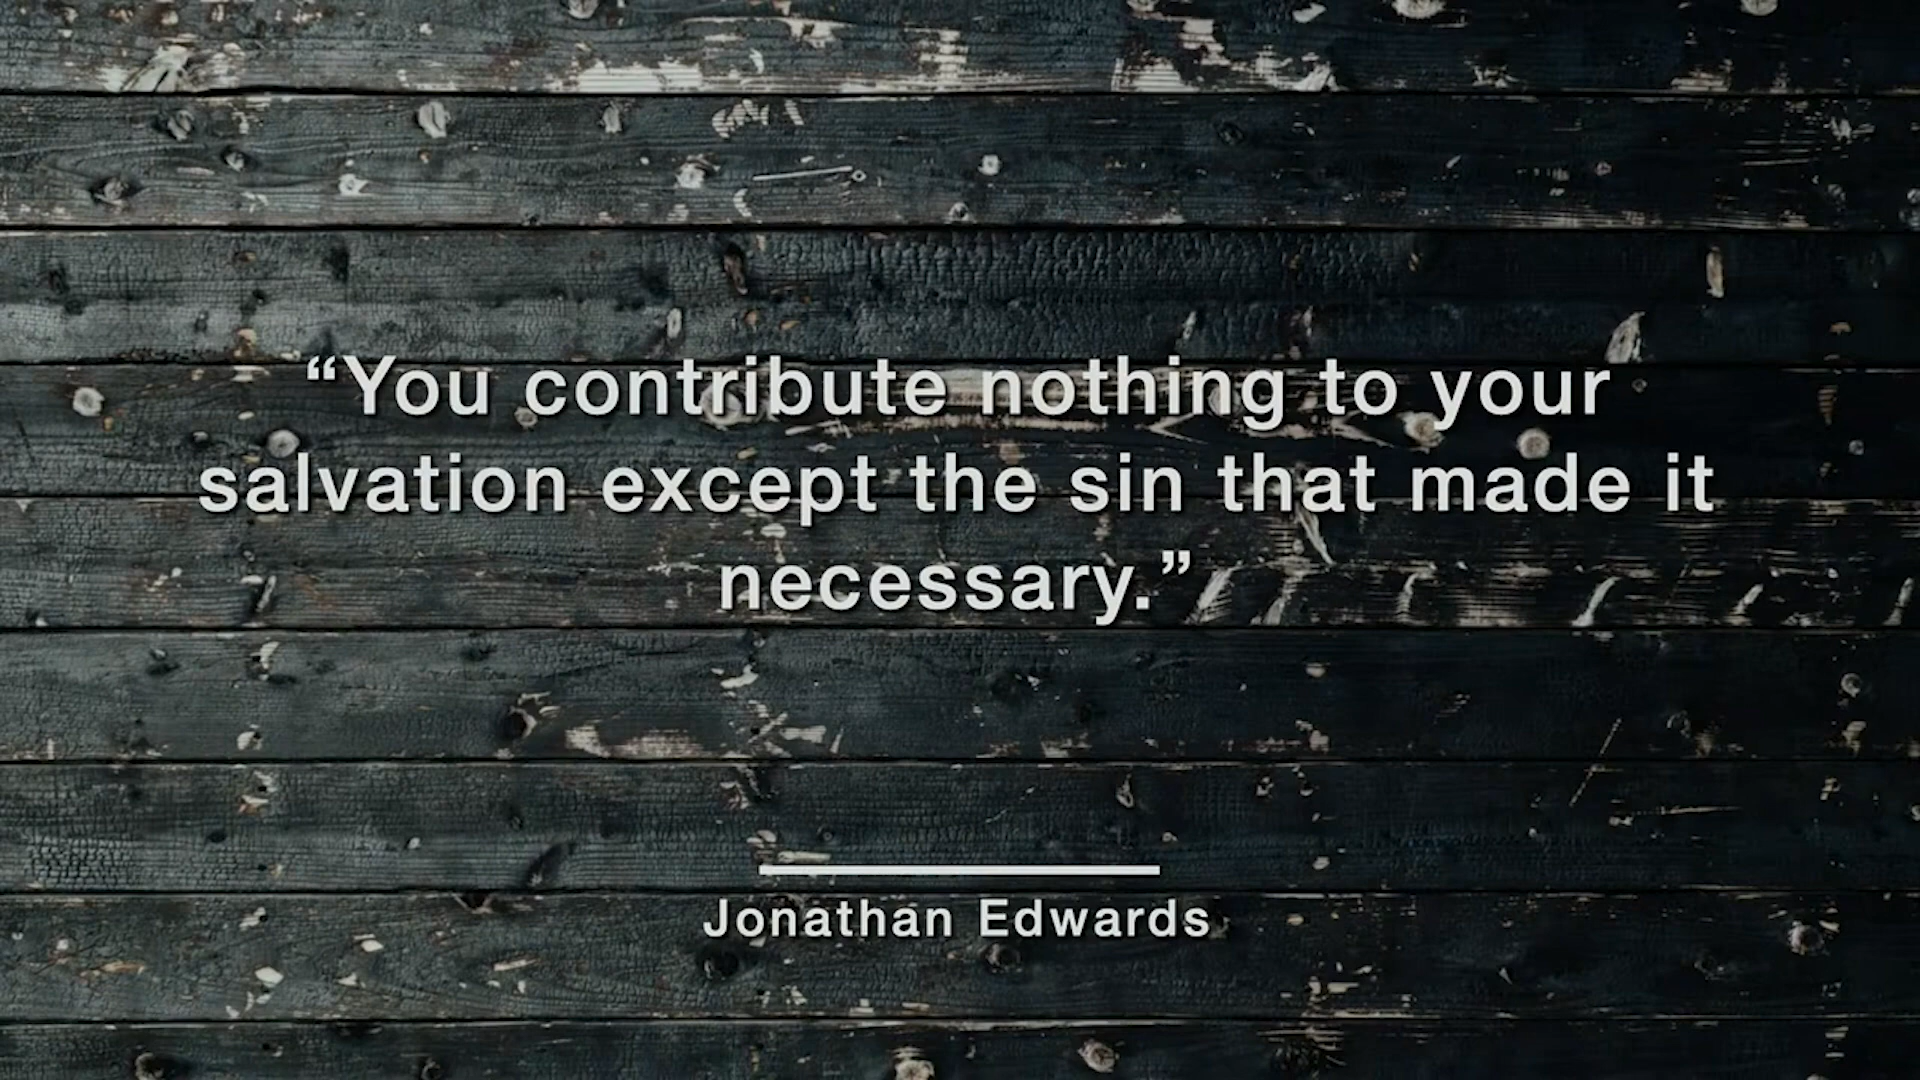 “You contribute nothing to your
salvation except the sin that made it
necessary.”
Jonathan Edwards